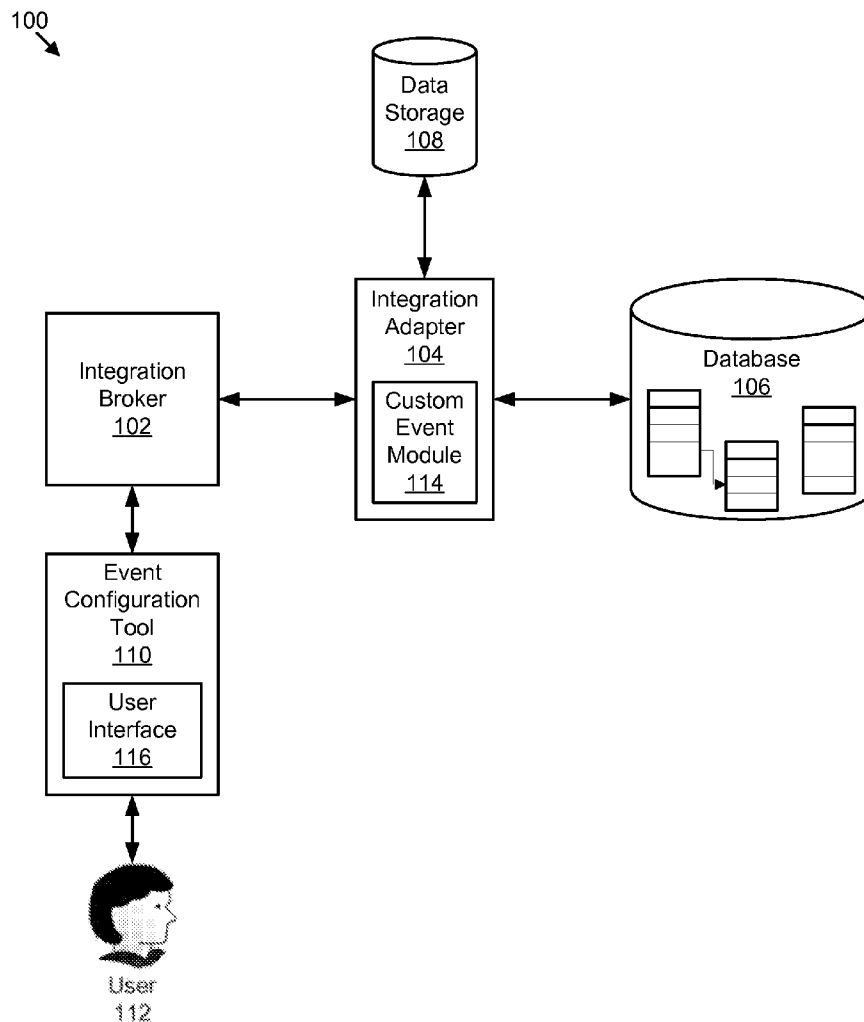 100
Data
Storage
108
Integration
Adapter
104
Custom
Event
Module
114
Integration
Broker
102
Database
106
Event
Configuration
Tool
110
User
Interface
116
User
112